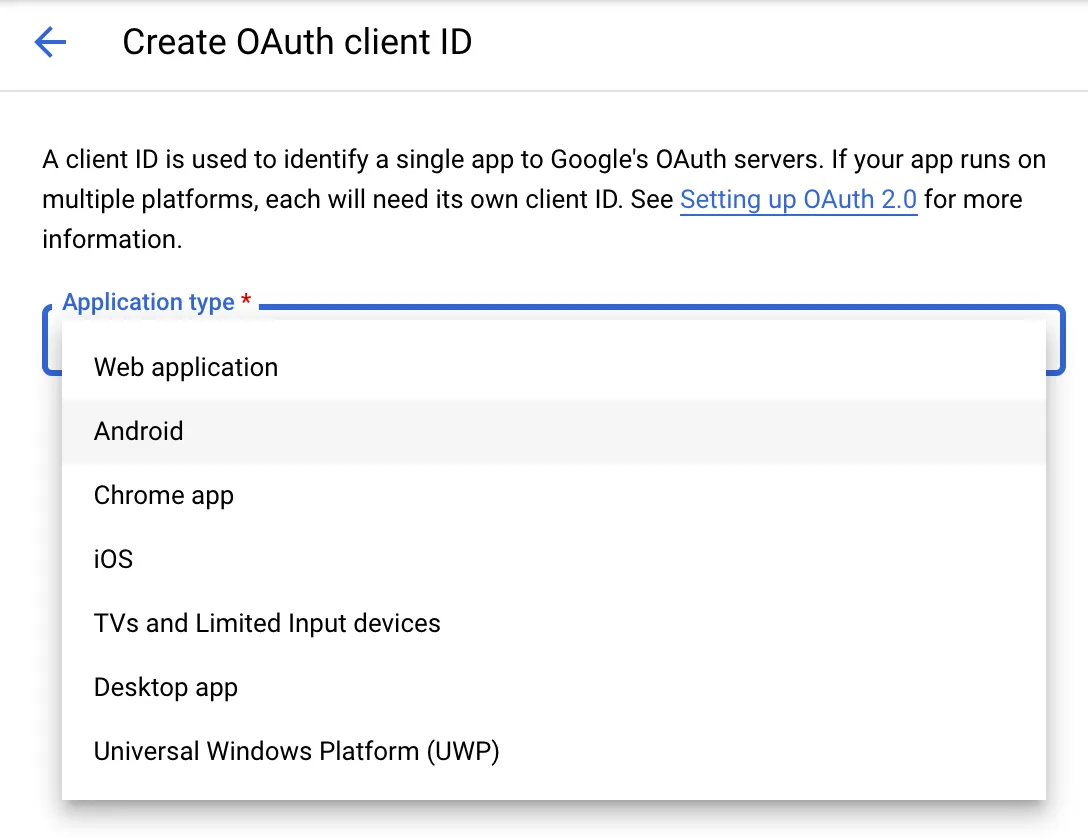 Create OAuth client ID
A client ID is used to identify a single app to Google's OAuth servers. If your app runs on
multiple platforms, each will need its own client ID. See Setting up OAuth 2.0 for more
information.
Application type *
Web application
Android
Chrome app
iOS
TVs and Limited Input devices
Desktop app
Universal Windows Platform (UWP)